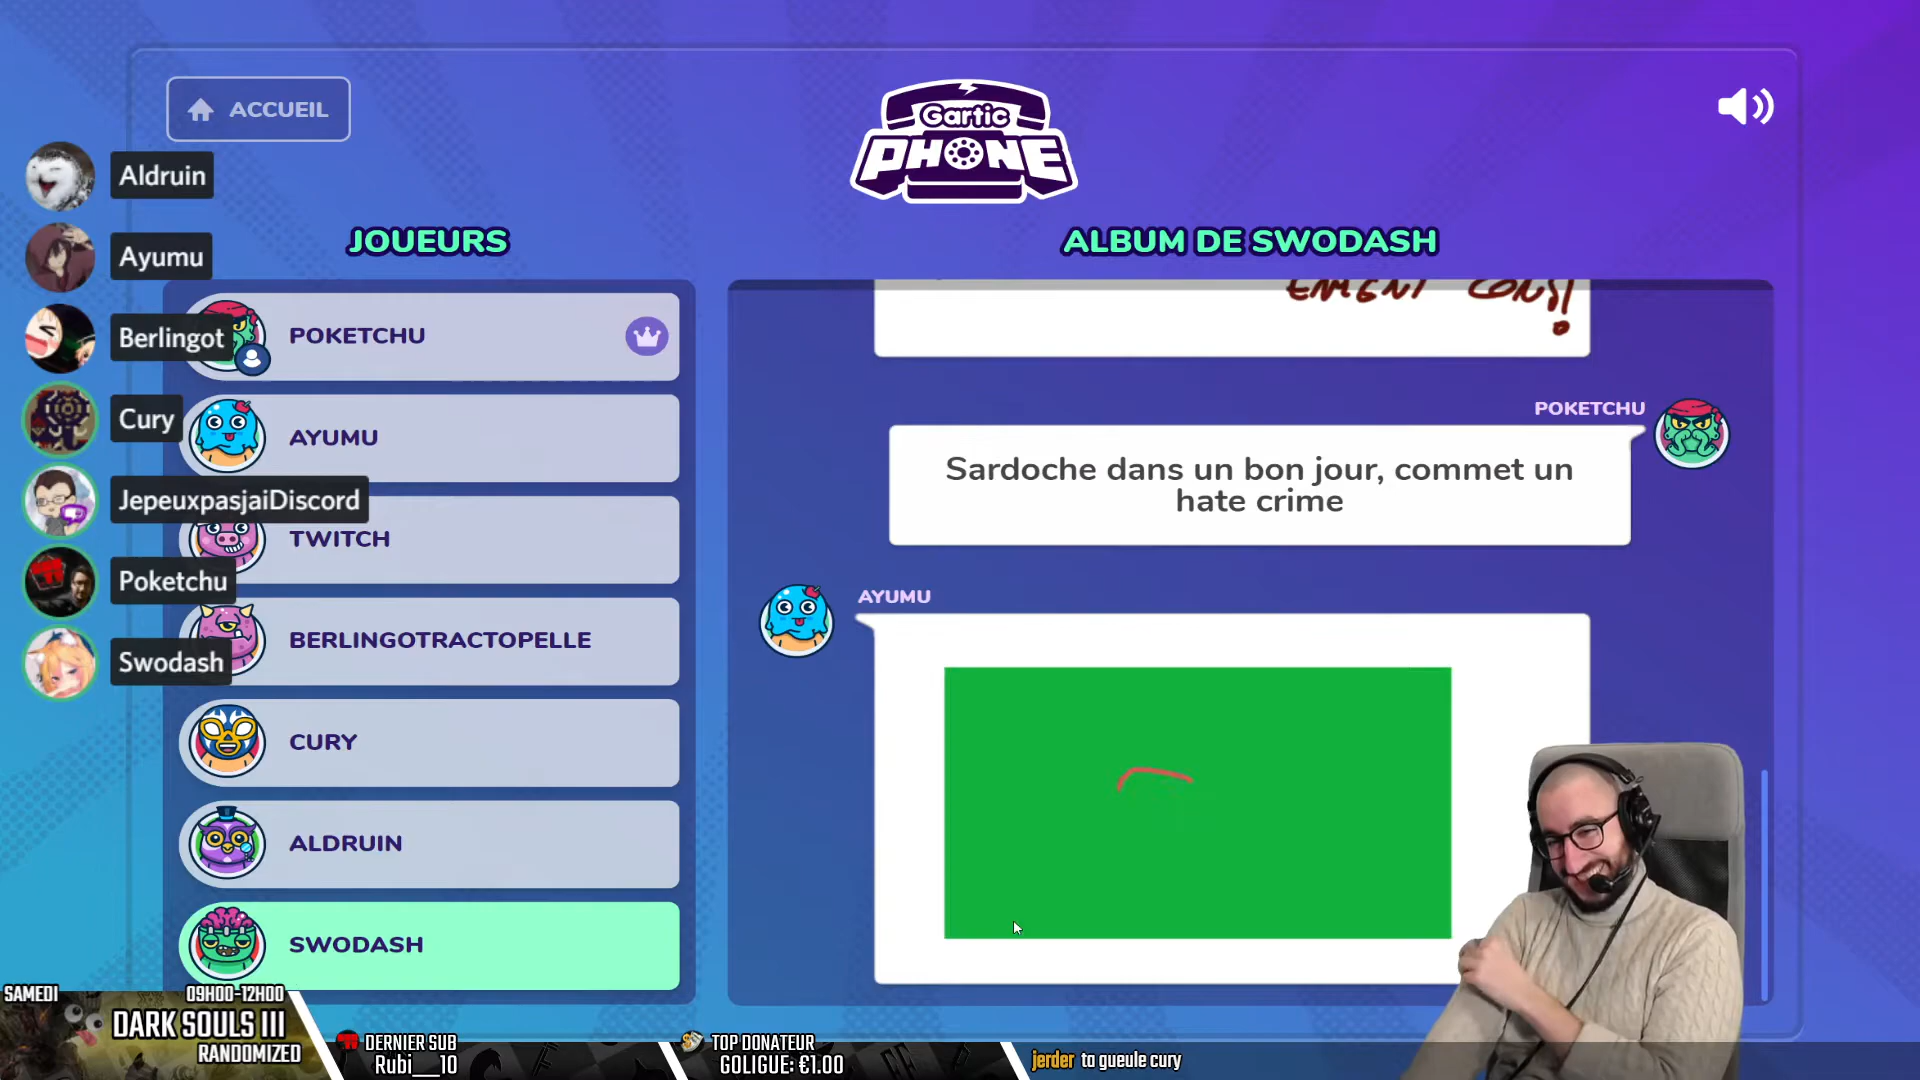 ACCUEIL
Gartic
PHONE
Aldruin
Ayumu
Berlingot
Cury
JepeuxpasjaiDiscord
Poketchu
Swodash
JOUEURS
POKETCHU
AYUMU
TWITCH
BERLINGOTRACTOPELLE
CURY
ALDRUIN
SWODASH
ALBUM DE SWODASH
POKETCHU
Sardoche dans un bon jour, commet un
hate crime
AYUMU
SAMEDI
09H00-12H00
DARK SOULS III
RANDOMIZED
DERNIER SUB
Rubi__10
TOP DONATEUR
GOLIGUE: €1.00
jerder ta gueule cury